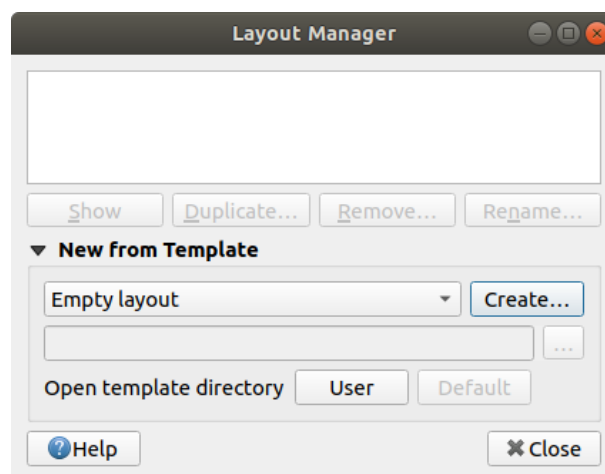 Layout Manager
Show Duplicate... Remove... Rename...
New from Template
Empty layout Create...
...
Open template directory User Default
Help Close